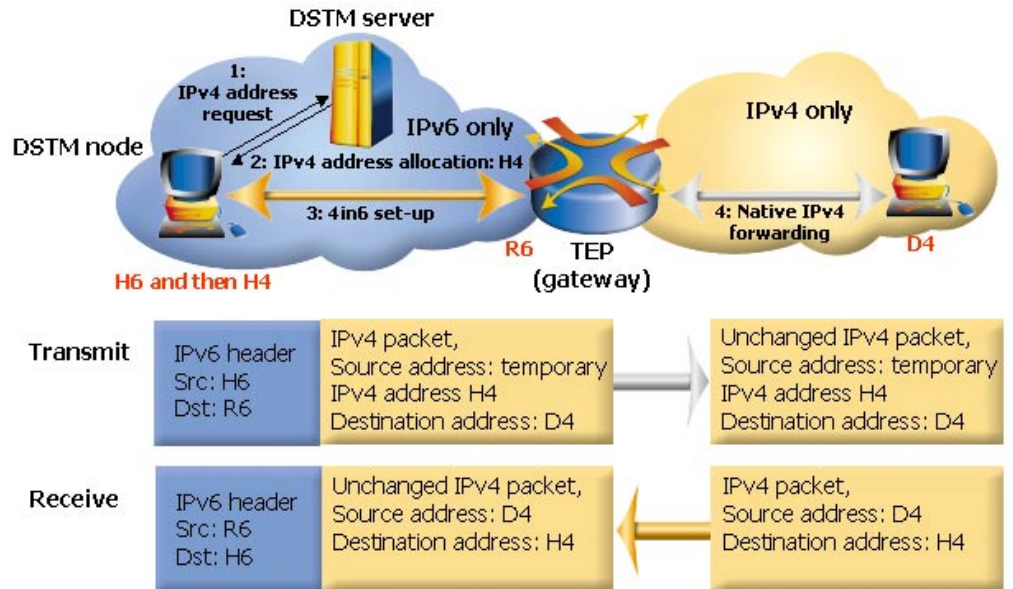 DSTM server
1:
IPv4 address
request
IPv6 only
IPv4 only
DSTM node
2: IPv4 address allocation: H4
3: 4in6 set-up
4: Native IPv4
forwarding
R6
TEP
(gateway)
D4
H6 and then H4
Transmit
IPv6 header
Src: H6
Dst: R6
IPv4 packet,
Source address: temporary
IPv4 address H4
Destination address: D4
Unchanged IPv4 packet,
Source address: temporary
IPv4 address H4
Destination address: D4
Receive
IPv6 header
Src: R6
Dst: H6
Unchanged IPv4 packet,
Source address: D4
Destination address: H4
IPv4 packet,
Source address: D4
Destination address: H4